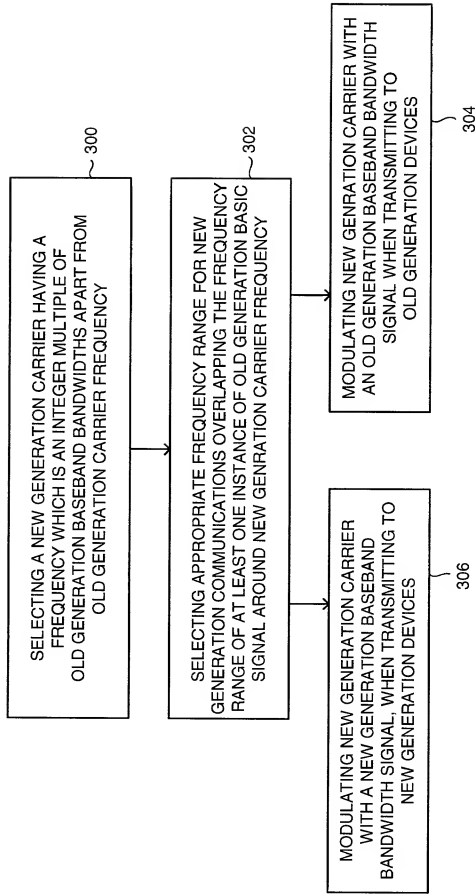 SELECTING A NEW GENERATION CARRIER HAVING A
FREQUENCY WHICH IS AN INTEGER MULTIPLE OF
OLD GENERATION BASEBAND BANDWIDTHS APART FROM
OLD GENERATION CARRIER FREQUENCY
300
SELECTING APPROPRIATE FREQUENCY RANGE FOR NEW
GENERATION COMMUNICATIONS OVERLAPPING THE FREQUENCY
RANGE OF AT LEAST ONE INSTANCE OF OLD GENERATION BASIC
SIGNAL AROUND NEW GENRATION CARRIER FREQUENCY
302
MODULATING NEW GENERATION CARRIER
WITH A NEW GENERATION BASEBAND
BANDWIDTH SIGNAL, WHEN TRANSMITTING TO
NEW GENERATION DEVICES
306
MODULATING NEW GENRATION CARRIER WITH
AN OLD GENERATION BASEBAND BANDWIDTH
SIGNAL WHEN TRANSMITTING TO
OLD GENERATION DEVICES
304